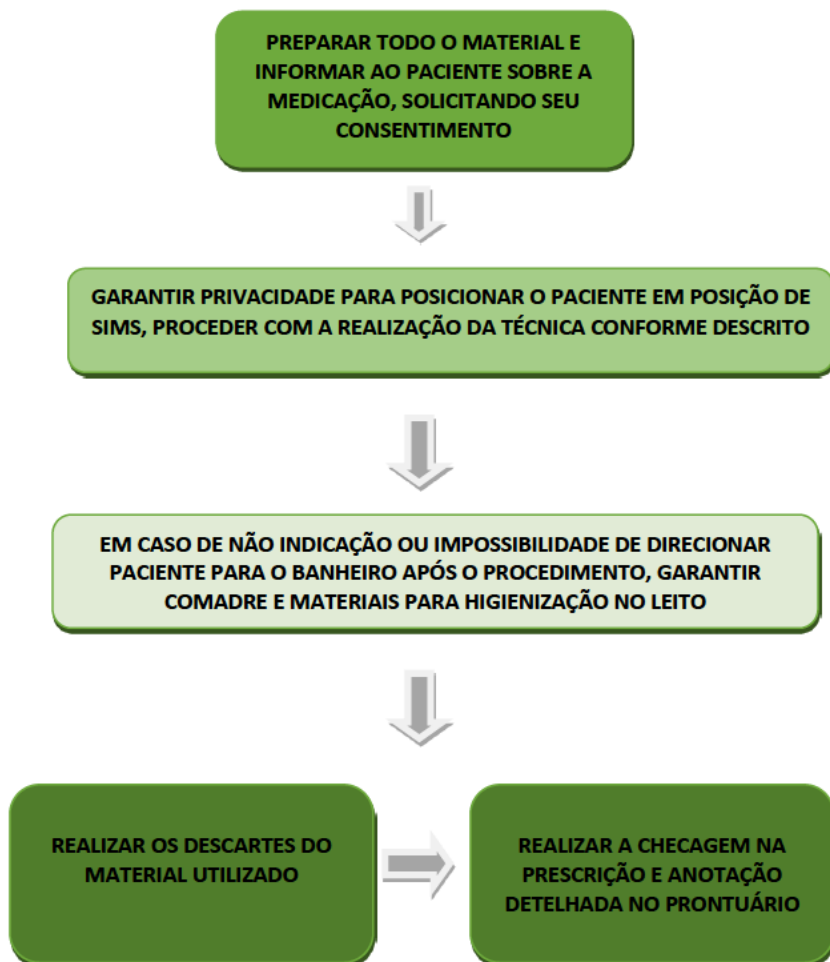 PREPARAR TODO O MATERIAL E
INFORMAR AO PACIENTE SOBRE A
MEDICAÇÃO, SOLICITANDO SEU
CONSENTIMENTO
GARANTIR PRIVACIDADE PARA POSICIONAR O PACIENTE EM POSIÇÃO DE
SIMS, PROCEDER COM A REALIZAÇÃO DA TÉCNICA CONFORME DESCRITO
EM CASO DE NÃO INDICAÇÃO OU IMPOSSIBILIDADE DE DIRECIONAR
PACIENTE PARA O BANHEIRO APÓS O PROCEDIMENTO, GARANTIR
COMADRE E MATERIAIS PARA HIGIENIZAÇÃO NO LEITO
REALIZAR OS DESCARTES DO
MATERIAL UTILIZADO
REALIZAR A CHECAGEM NA
PRESCRIÇÃO E ANOTAÇÃO
DETELHADA NO PRONTUÁRIO